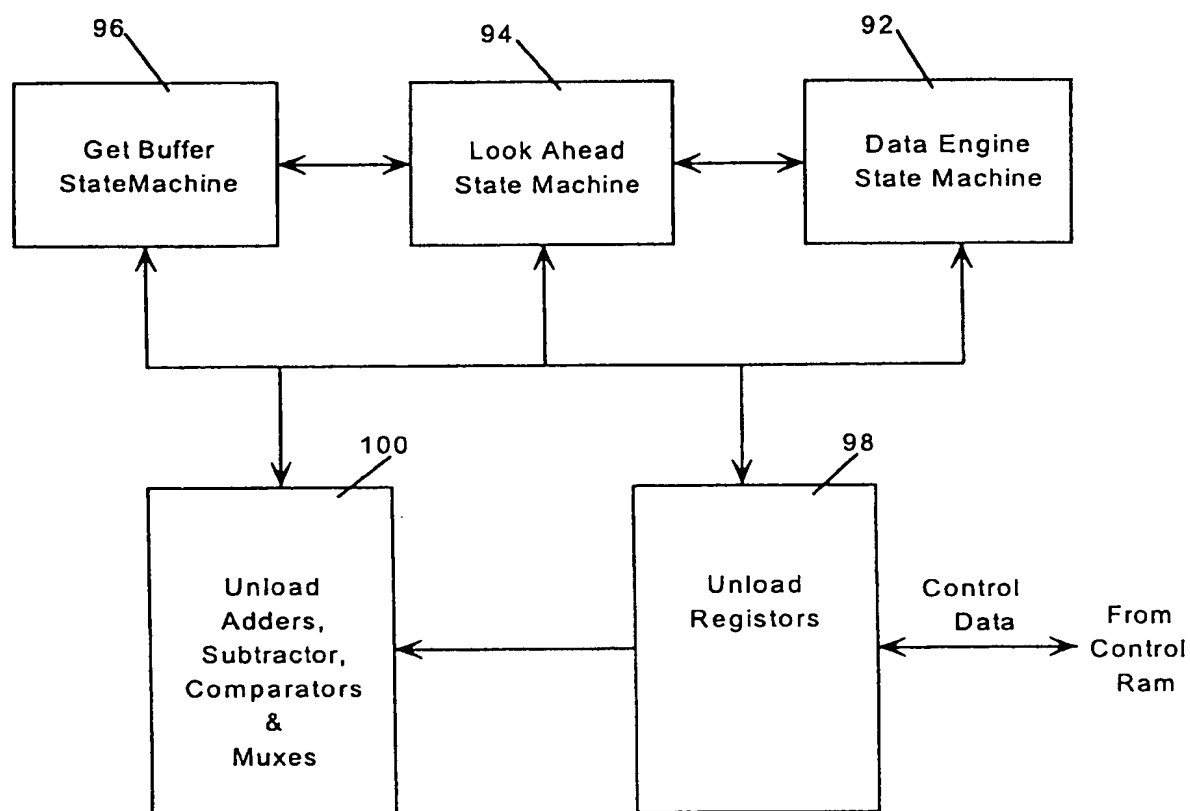 96
94
92
Get Buffer
StateMachine
Look Ahead
State Machine
Data Engine
State Machine
100
98
Unload
Adders,
Subtractor,
Comparators
&
Muxes
Unload
Registors
Control
Data
From
Control
Ram